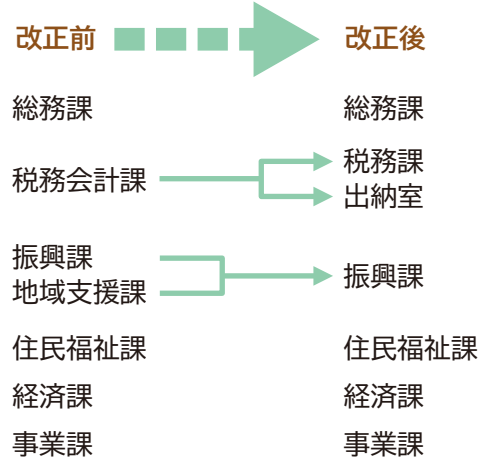 改正前 改正後
総務課 総務課
税務会計課 税務課
出納室
振興課
地域支援課 振興課
住民福祉課 住民福祉課
経済課 経済課
事業課 事業課